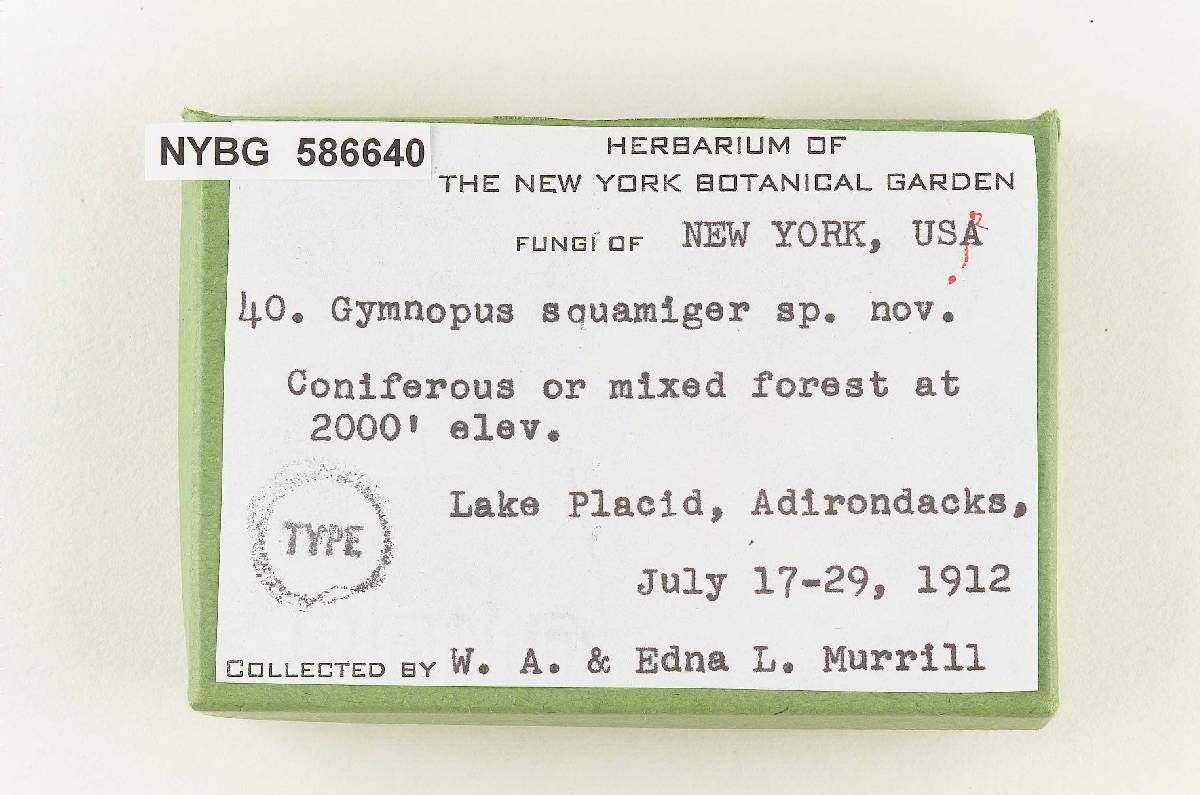 NYBG 586640
HERBARIUM OF
THE NEW YORK BOTANICAL GARDEN
FUNGI OF NEW YORK, USA
40. Gymnopus squamiger sp. nov.
Coniferous or mixed forest at
2000' elev.
TYPE
Lake Placid, Adirondacks,
July 17-29, 1912
COLLECTED BY W. A. & Edna L. Murrill